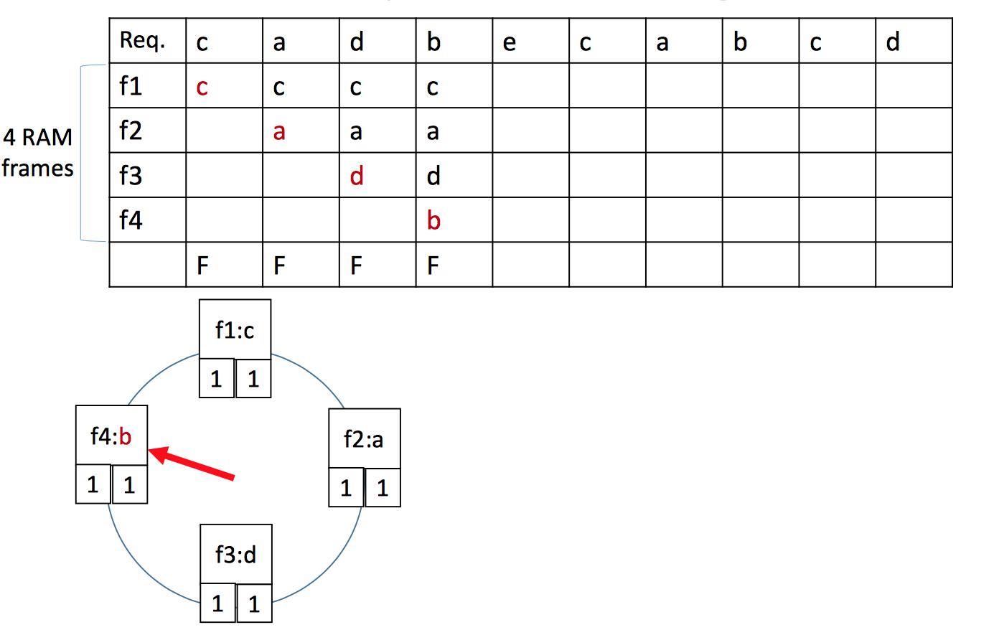 Req. c a d b e c a b c d
f1 c c c c
4 RAM frames
f2 a a a
f3 d d
f4 b
F F F F
f1:c
1 1
f4:b
1 1
f2:a
1 1
f3:d
1 1